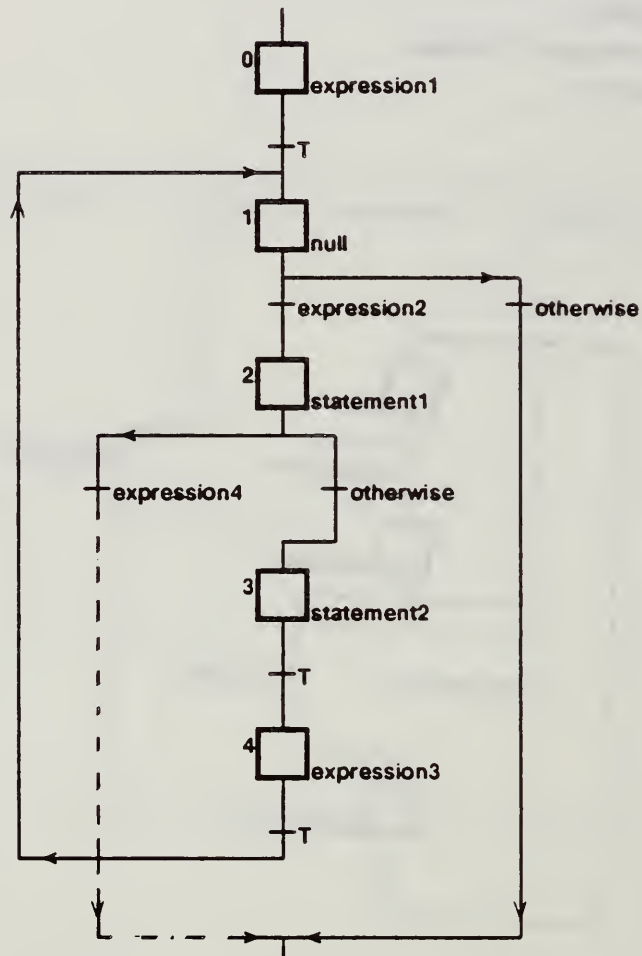 0
expression1
T
1
null
expression2
otherwise
2
statement1
expression4
otherwise
3
statement2
T
4
expression3
T